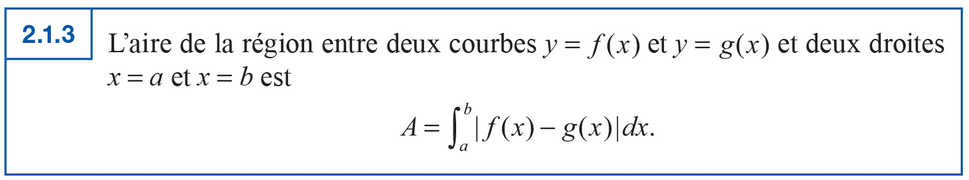 2.1.3
L’aire de la région entre deux courbes y = f(x) et y = g(x) et deux droites
x = a et x = b est
A = ∫_a^b |f(x) – g(x)|dx.